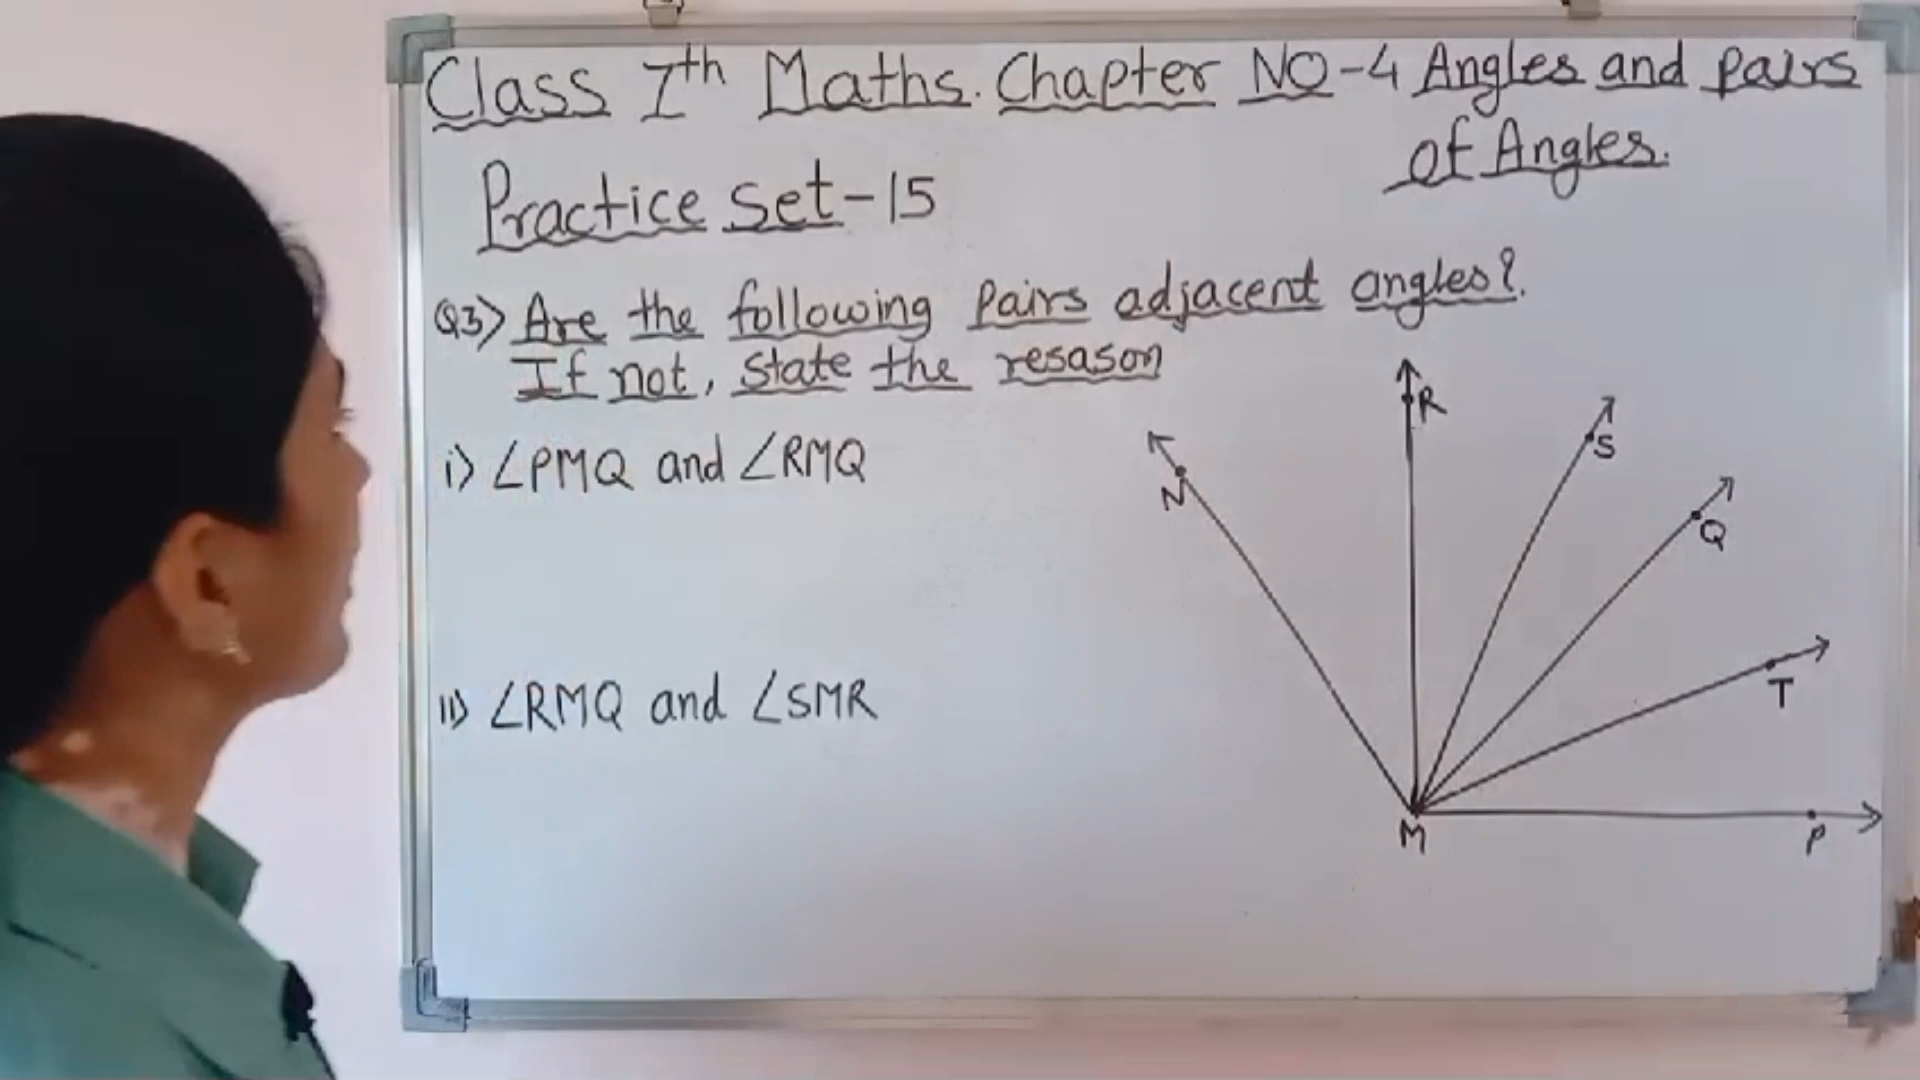 Class 7th Maths. Chapter NO-4 Angles and pairs
of Angles.
Practice set-15
Q3> Are the following pairs adjacent angles?
If not, state the resason
i> ∠PMQ and ∠RMQ
ii> ∠RMQ and ∠SMR
R
S
N
Q
T
M
P